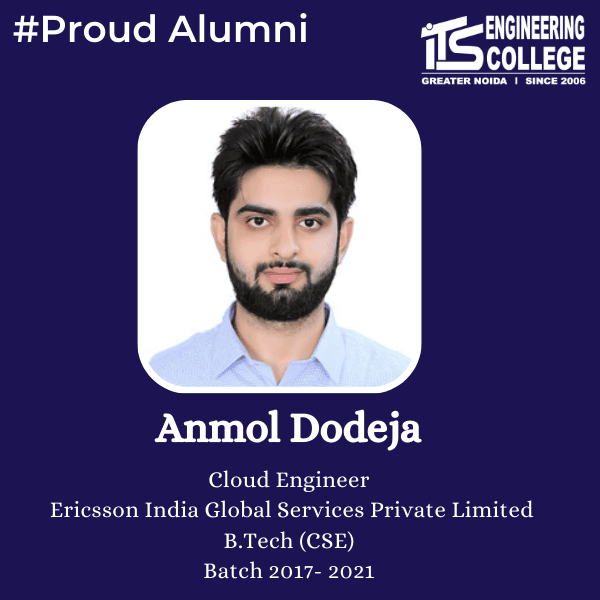 #Proud Alumni
ITS ENGINEERING
COLLEGE
GREATER NOIDA | SINCE 2006
Anmol Dodeja
Cloud Engineer
Ericsson India Global Services Private Limited
B.Tech (CSE)
Batch 2017- 2021